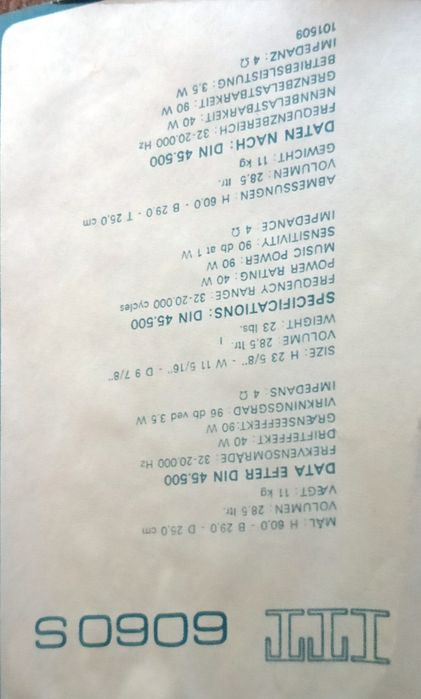 ITT 6060 S
MÅL: H 60,0 - B 29,0 - D 25,0 cm
VOLUMEN: 28,5 ltr.
VÆGT: 11 kg
DATA EFTER DIN 45.500
FREKVENSOMRÅDE: 32-20.000 Hz
DRIFTEFFEKT: 40 W
GRÆNSEEFFEKT: 90 W
VIRKNINGSGRAD: 96 db ved 3,5 W
IMPEDANS: 4 Ω
SIZE: H 23 5/8" - W 11 5/16" - D 9 7/8"
VOLUME: 28,5 ltr.
WEIGHT: 23 lbs.
SPECIFICATIONS: DIN 45.500
FREQUENCY RANGE: 32-20.000 cycles
POWER RATING: 40 W
MUSIC POWER: 90 W
SENSITIVITY: 90 db at 1 W
IMPEDANCE: 4 Ω
ABMESSUNGEN: H 60,0 - B 29,0 - T 25,0 cm
VOLUMEN: 28,5 ltr.
GEWICHT: 11 kg
DATEN NACH: DIN 45.500
FREQUENZBEREICH: 32-20.000 Hz
NENNBELASTBARKEIT: 40 W
GRENZBELASTBARKEIT: 90 W
BETRIEBSLEISTUNG: 3,5 W
IMPEDANZ: 4 Ω
101509